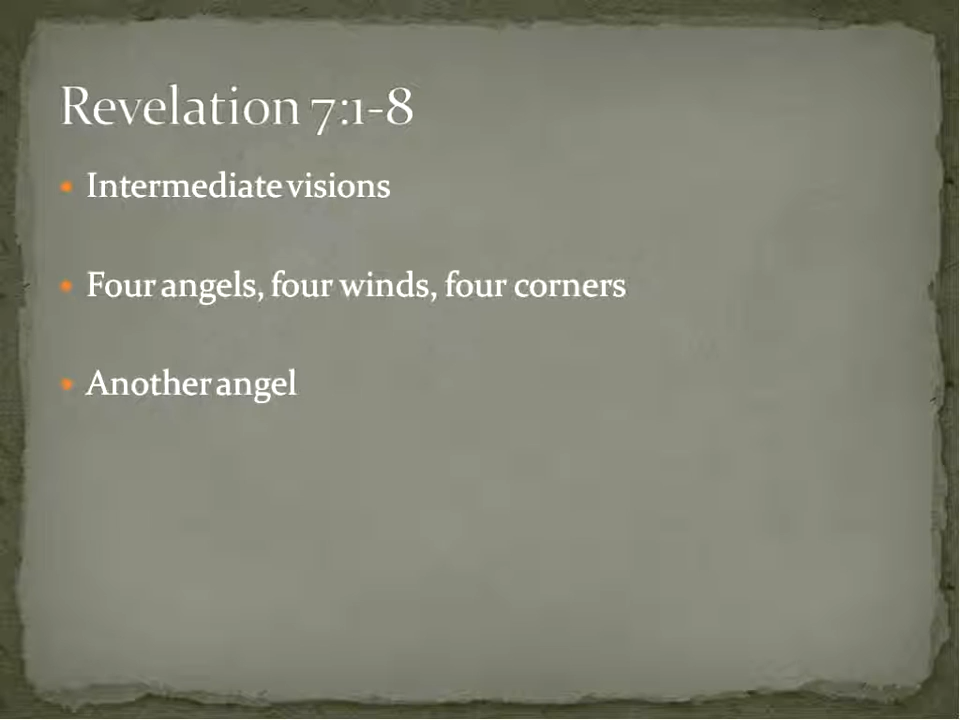 Revelation 7:1-8
• Intermediate visions
• Four angels, four winds, four corners
• Another angel